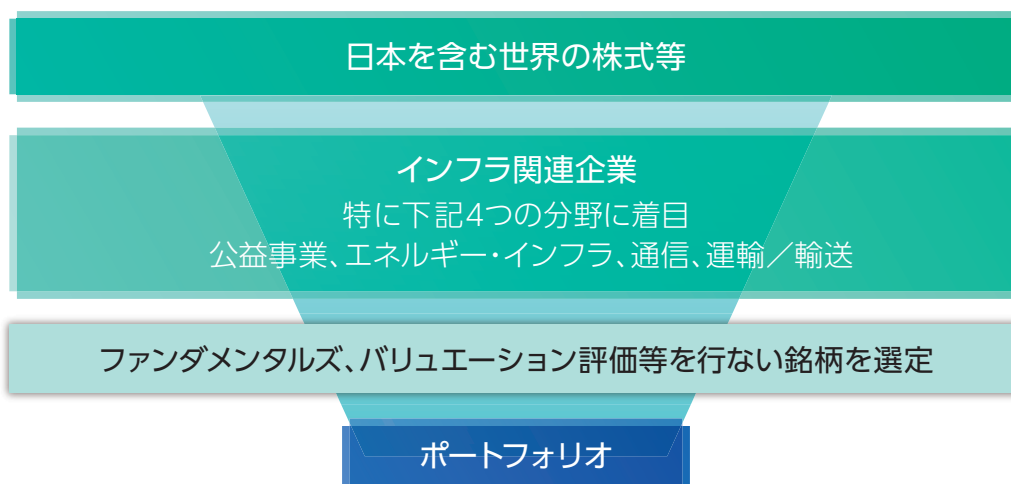 日本を含む世界の株式等
インフラ関連企業
特に下記4つの分野に着目
公益事業、エネルギー・インフラ、通信、運輸／輸送
ファンダメンタルズ、バリュエーション評価等を行ない銘柄を選定
ポートフォリオ